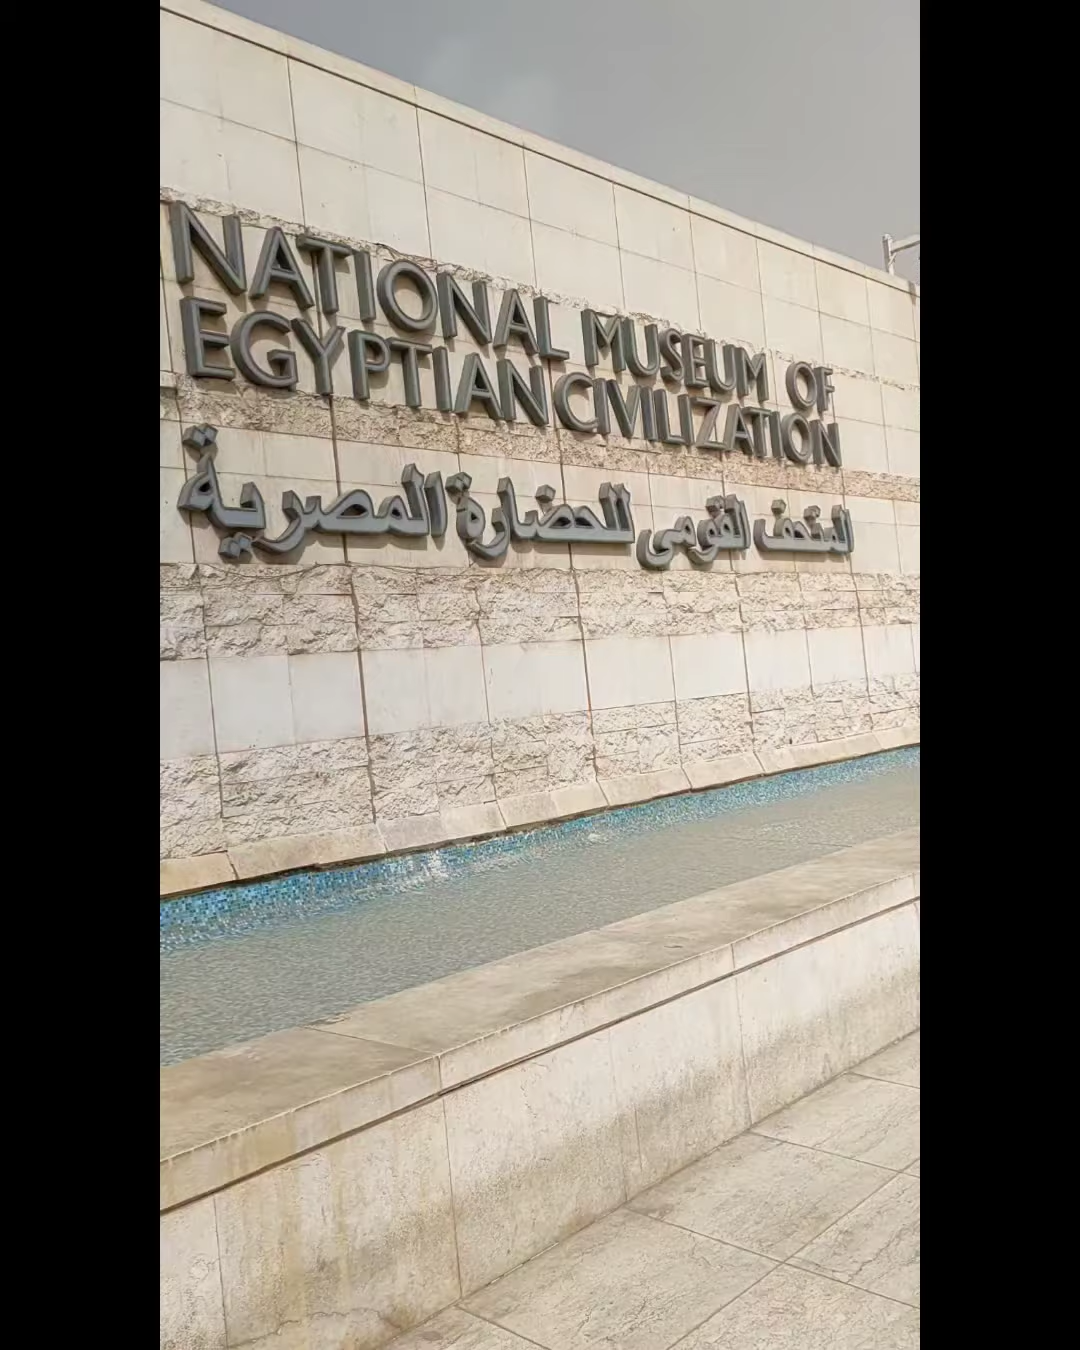 NATIONAL MUSEUM OF
EGYPTIAN CIVILIZATION
المتحف القومى للحضارة المصرية